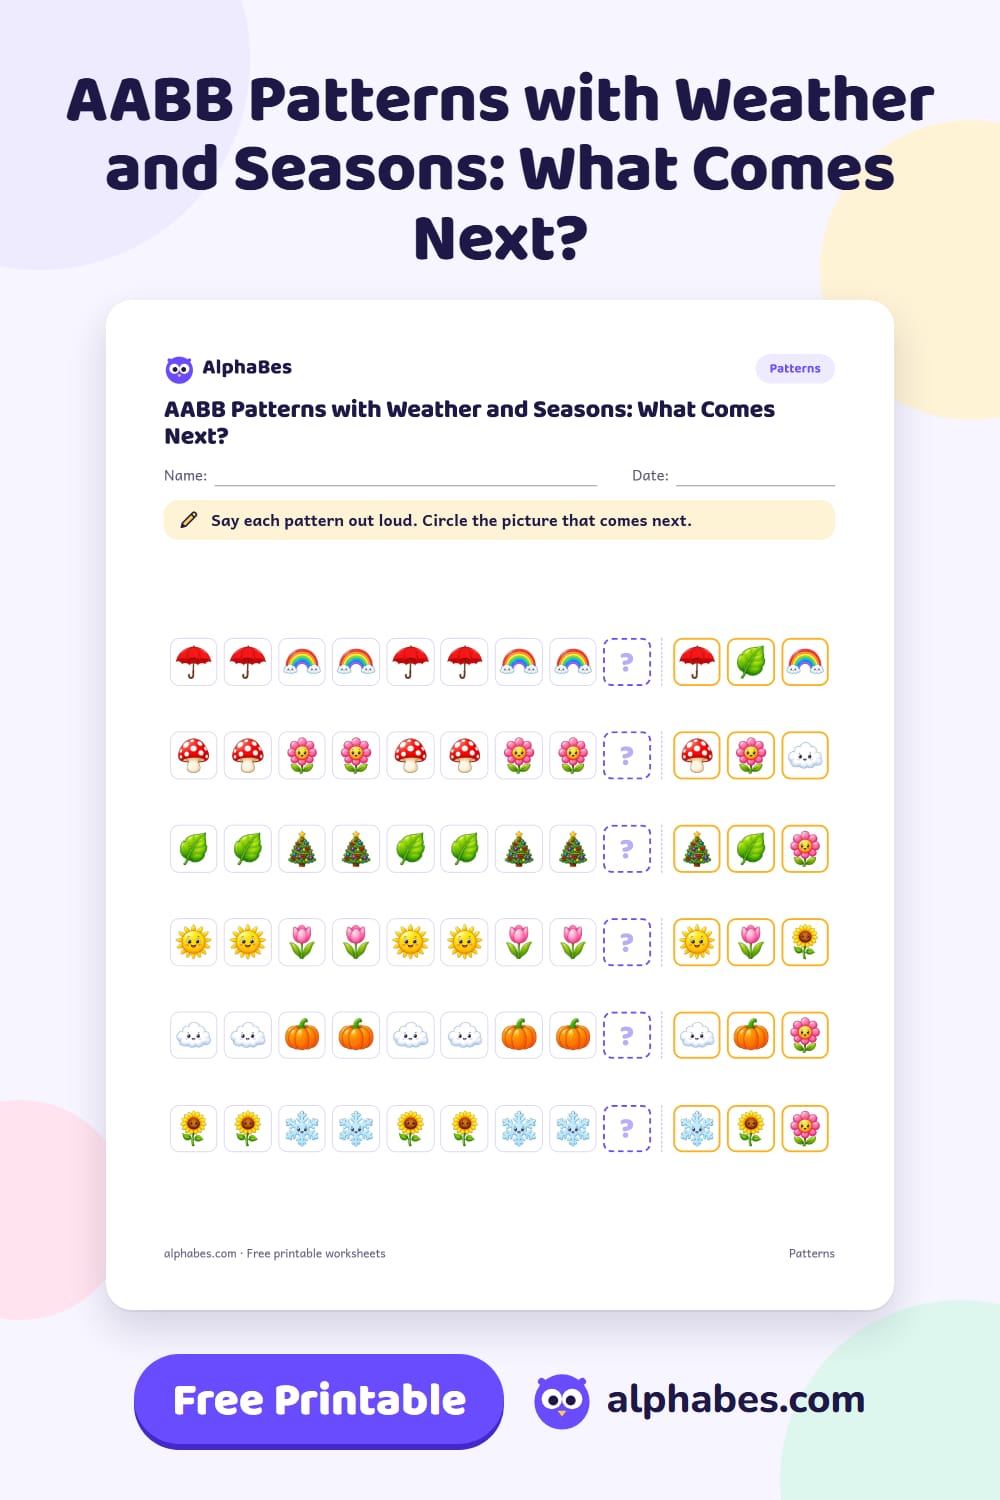 AABB Patterns with Weather
and Seasons: What Comes
Next?
AlphaBes
Patterns
AABB Patterns with Weather and Seasons: What Comes
Next?
Name:
Date:
Say each pattern out loud. Circle the picture that comes next.
?
?
?
?
?
?
alphabes.com · Free printable worksheets
Patterns
Free Printable
alphabes.com